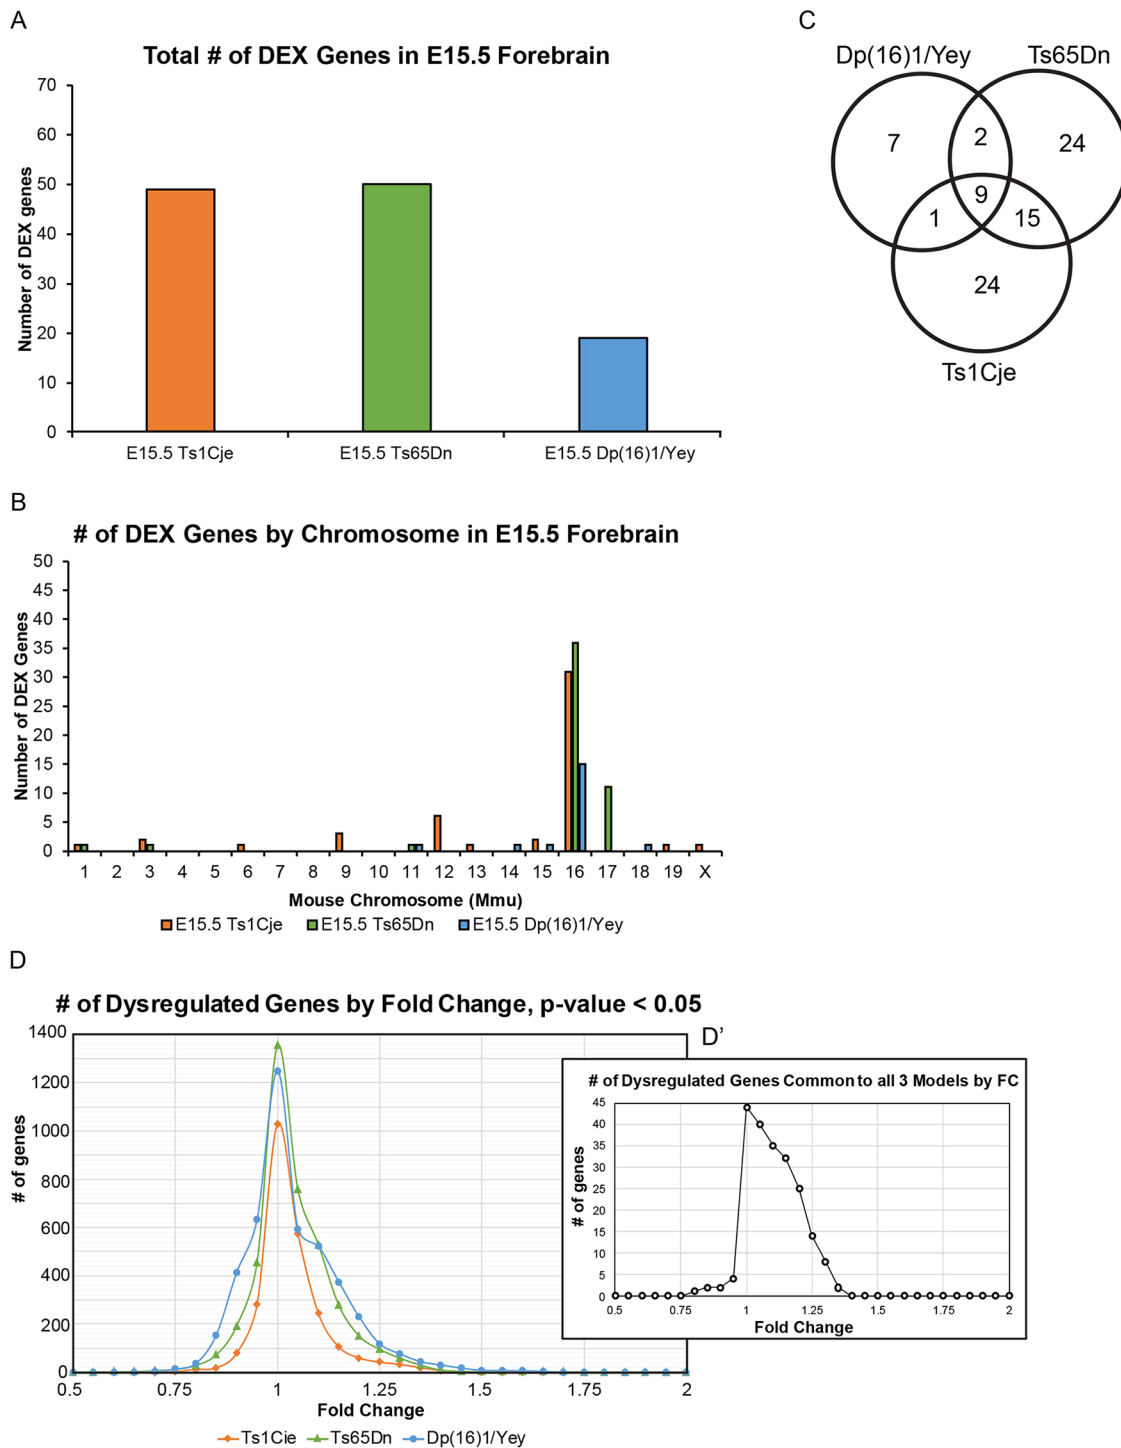 A
Total # of DEX Genes in E15.5 Forebrain
70
60
50
40
30
20
10
0
Number of DEX genes
E15.5 Ts1Cje
E15.5 Ts65Dn
E15.5 Dp(16)1/Yey
C
Dp(16)1/Yey
Ts65Dn
7
2
24
9
1
15
24
Ts1Cje
B
# of DEX Genes by Chromosome in E15.5 Forebrain
50
45
40
35
30
25
20
15
10
5
0
Number of DEX Genes
1 2 3 4 5 6 7 8 9 10 11 12 13 14 15 16 17 18 19 X
Mouse Chromosome (Mmu)
E15.5 Ts1Cje E15.5 Ts65Dn E15.5 Dp(16)1/Yey
D
# of Dysregulated Genes by Fold Change, p-value < 0.05
1400
1200
1000
800
600
400
200
0
# of genes
0.5 0.75 1 1.25 1.5 1.75 2
Fold Change
Ts1Cie Ts65Dn Dp(16)1/Yey
D’
# of Dysregulated Genes Common to all 3 Models by FC
45
40
35
30
25
20
15
10
5
0
# of genes
0.5 0.75 1 1.25 1.5 1.75 2
Fold Change